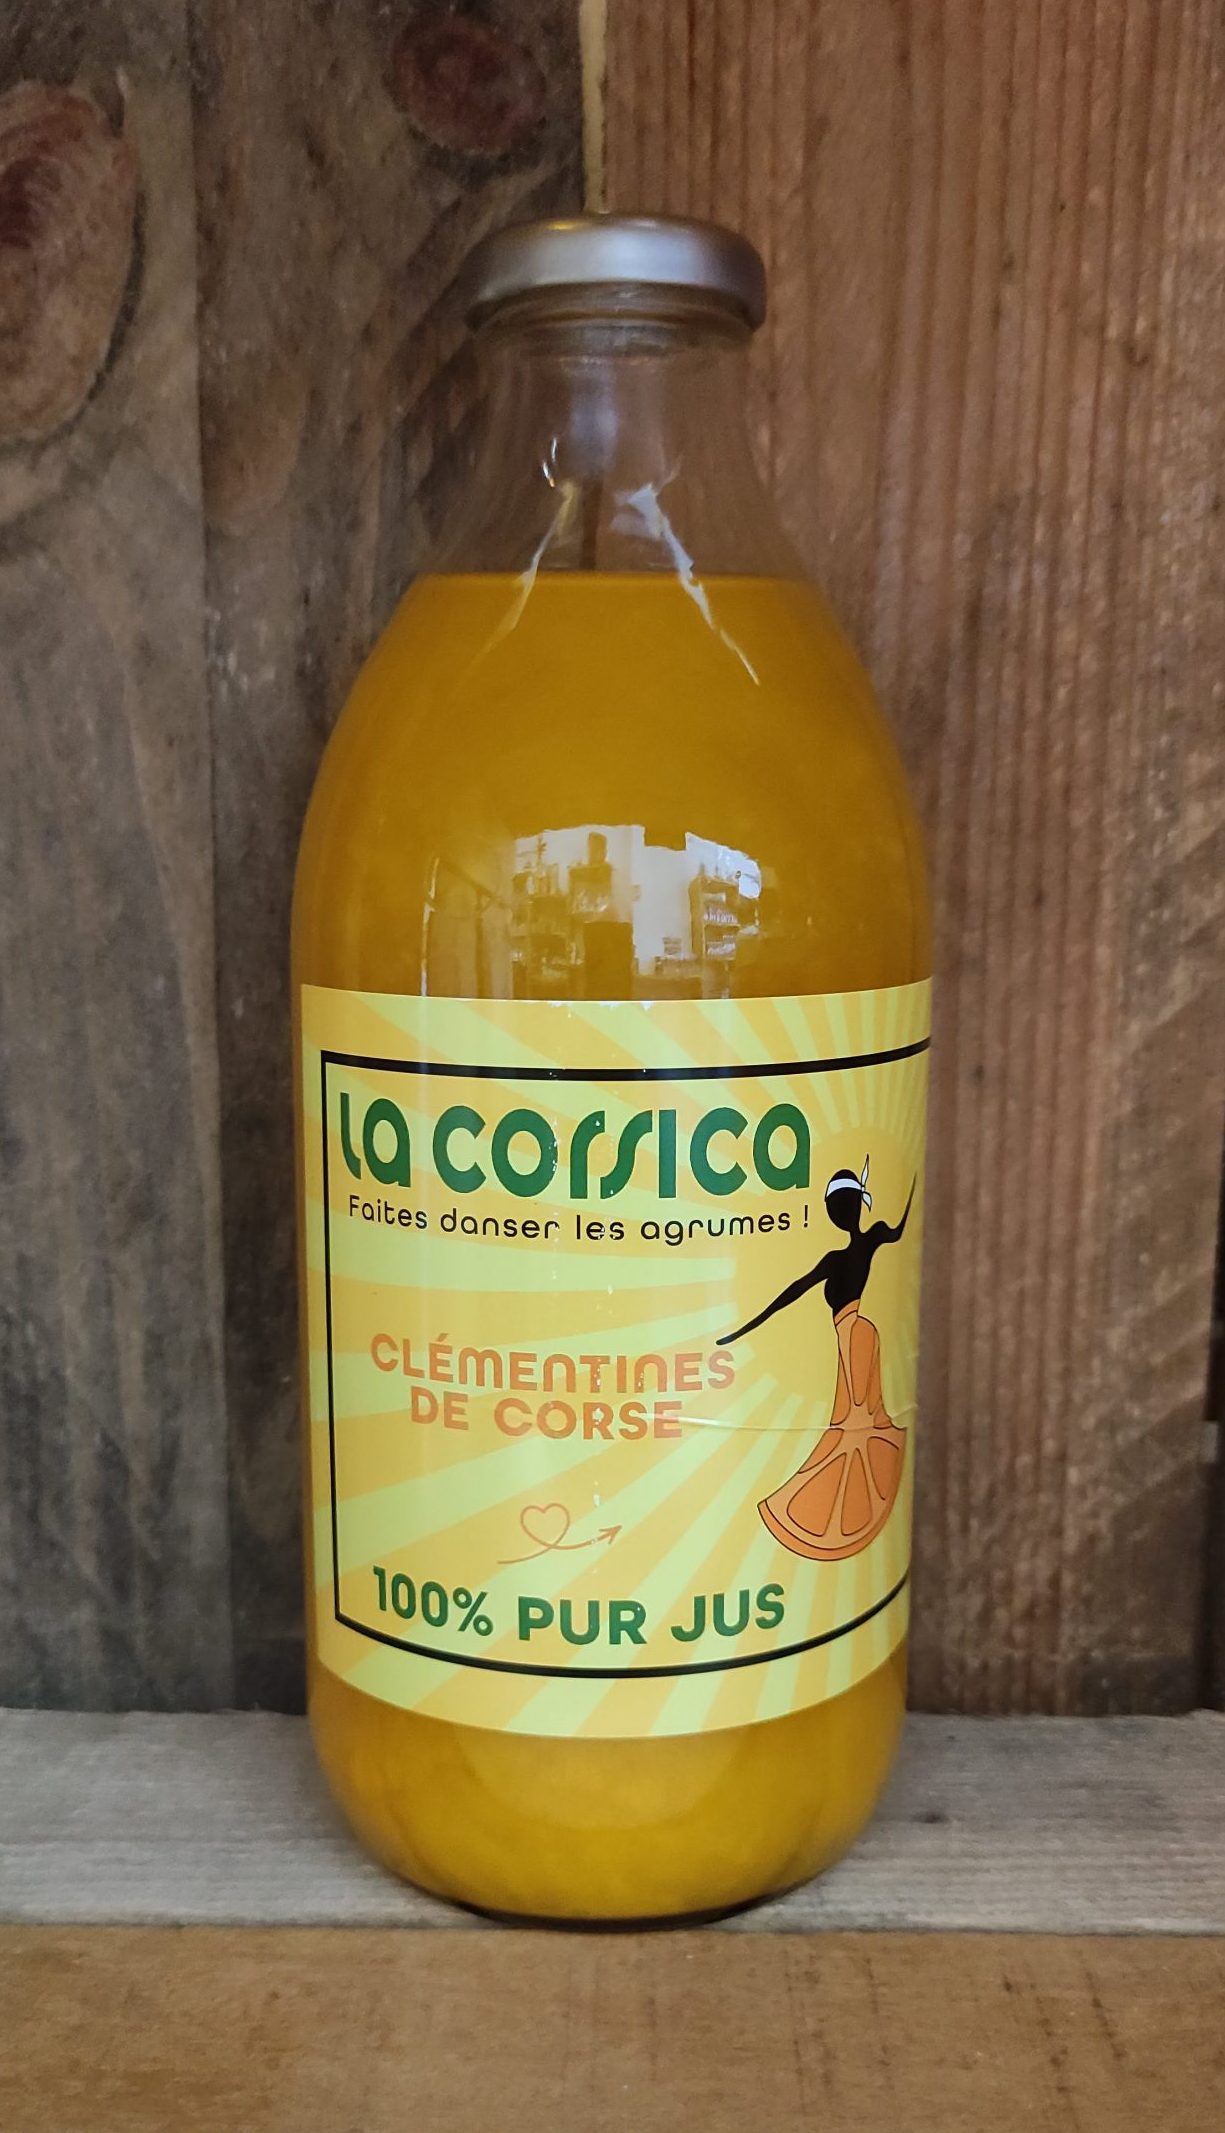 La Corsica
Faites danser les agrumes !
CLÉMENTINES
DE CORSE
100% PUR JUS